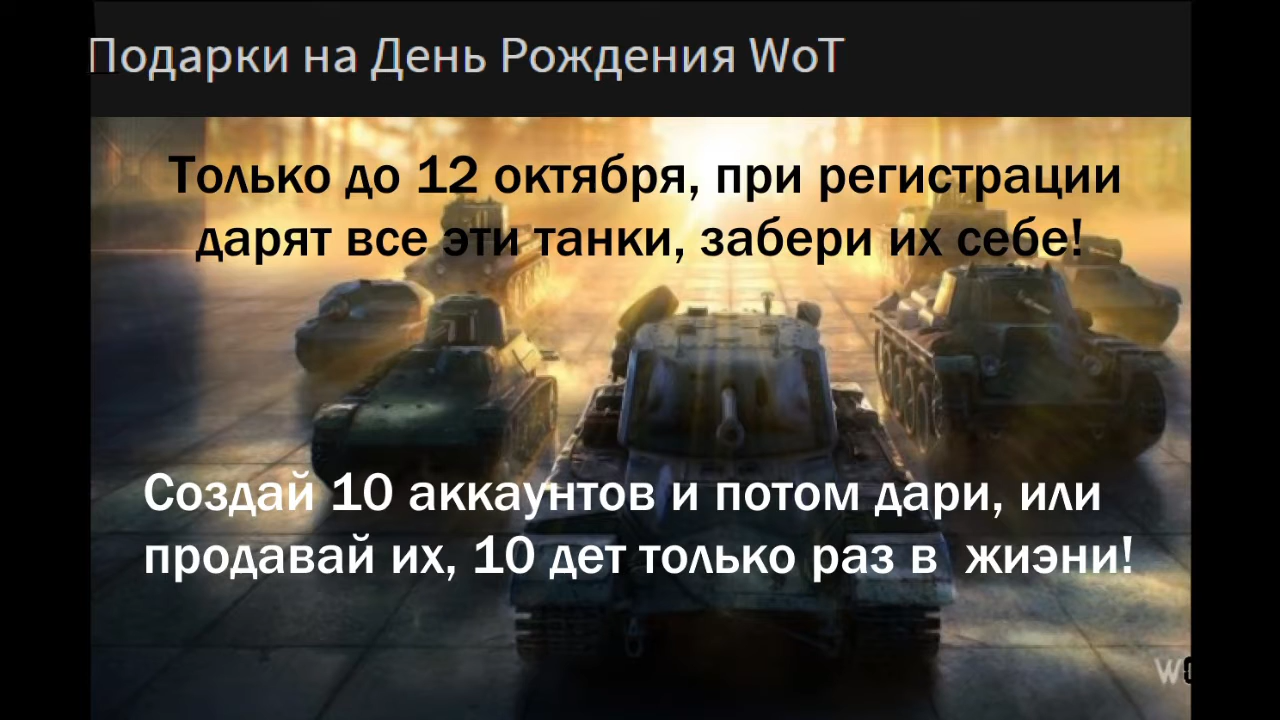 Подарки на День Рождения WoT
Только до 12 октября, при регистрации
дарят все эти танки, забери их себе!
Создай 10 аккаунтов и потом дари, или
продавай их, 10 дет только раз в жиэни!